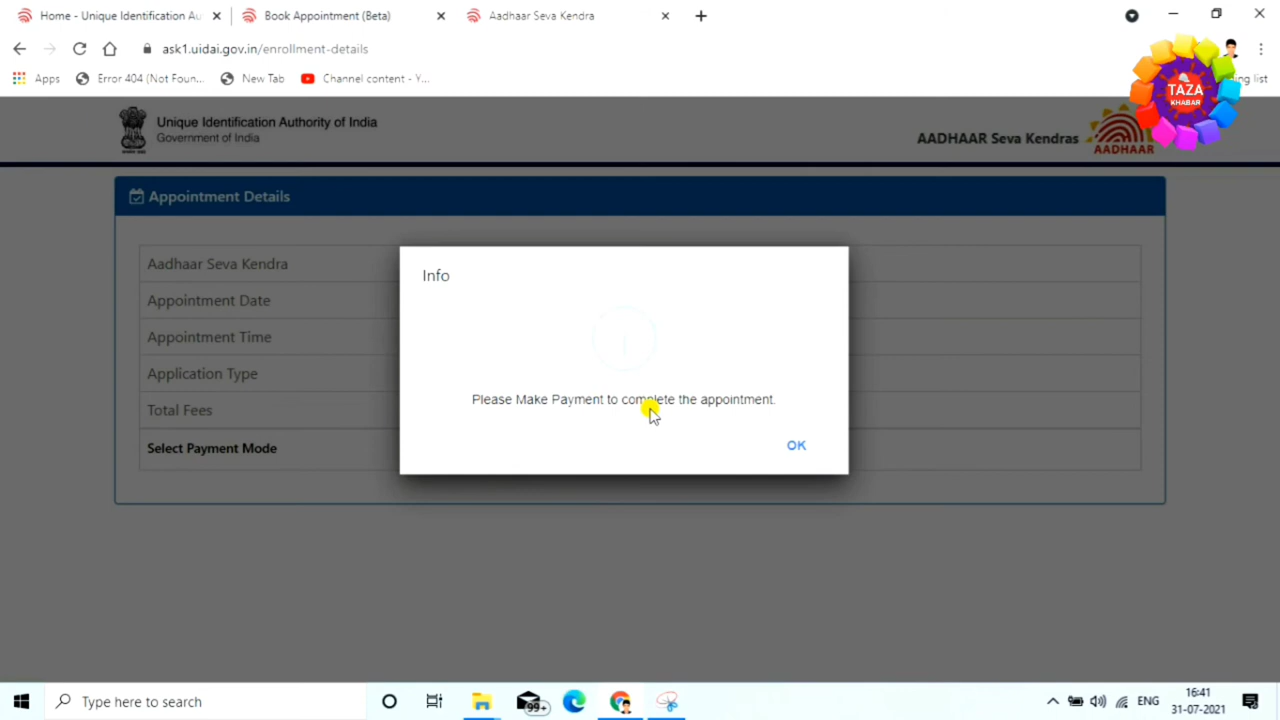 Home - Unique Identification Au
Book Appointment (Beta)
Aadhaar Seva Kendra
ask1.uidai.gov.in/enrollment-details
Apps
Error 404 (Not Foun...
New Tab
Channel content - Y...
ing list
TAZA
KHABAR
Unique Identification Authority of India
Government of India
AADHAAR Seva Kendras
AADHAAR
Appointment Details
Aadhaar Seva Kendra
Appointment Date
Appointment Time
Application Type
Total Fees
Select Payment Mode
Info
Please Make Payment to complete the appointment.
OK
Type here to search
99+
ENG
16:41
31-07-2021